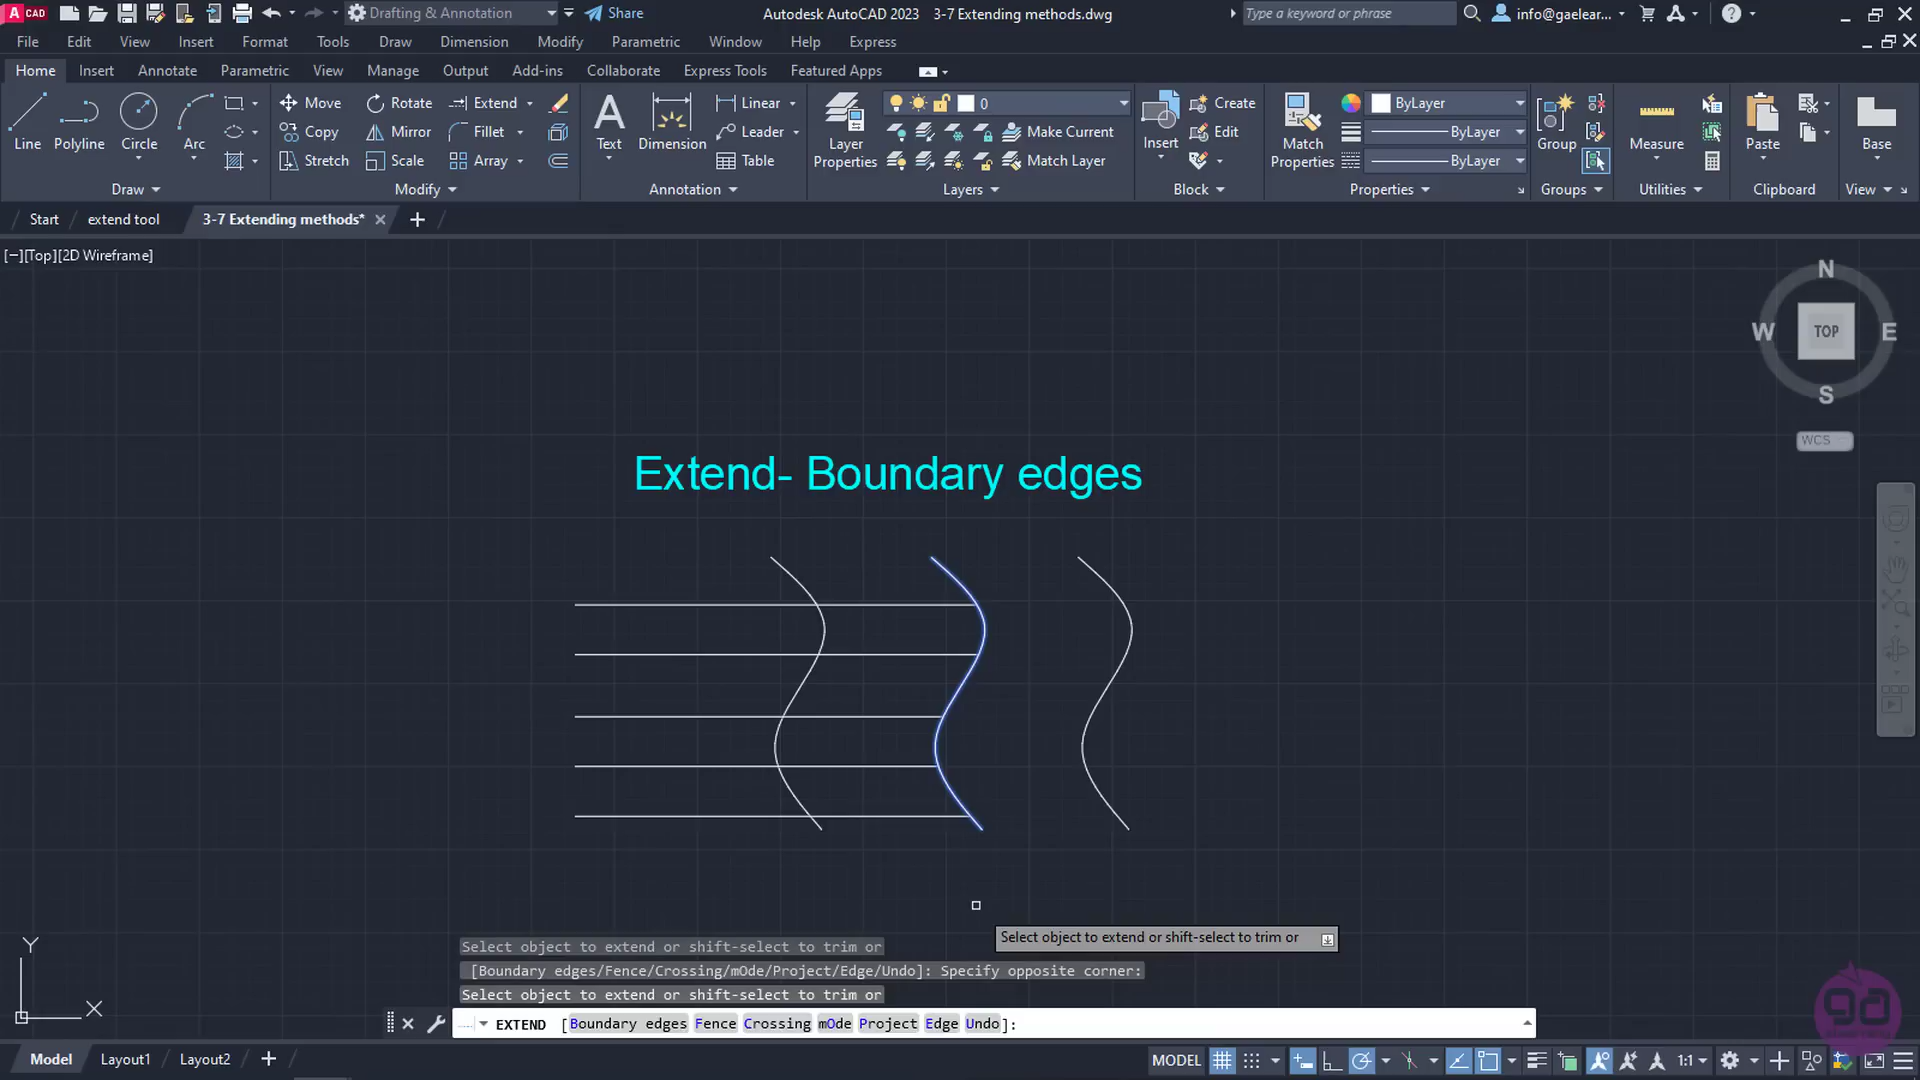 A CAD Drafting & Annotation Share Autodesk AutoCAD 2023 3-7 Extending methods.dwg Type a keyword or phrase info@gaelear...
File Edit View Insert Format Tools Draw Dimension Modify Parametric Window Help Express
Home Insert Annotate Parametric View Manage Output Add-ins Collaborate Express Tools Featured Apps
Move Rotate Extend Linear 0 Create ByLayer
Line Polyline Circle Arc Copy Mirror Fillet Text Dimension Leader Layer Properties Make Current Insert Edit Match Properties ByLayer Group Measure Paste Base
Stretch Scale Array Table Match Layer ByLayer
Draw Modify Annotation Layers Block Properties Groups Utilities Clipboard View
Start extend tool 3-7 Extending methods*
[−][Top][2D Wireframe]
N
W TOP E
S
WCS
Extend- Boundary edges
Select object to extend or shift-select to trim or
Y
Select object to extend or shift-select to trim or
[Boundary edges/Fence/Crossing/mOde/Project/Edge/Undo]: Specify opposite corner:
Select object to extend or shift-select to trim or
X
EXTEND [Boundary edges Fence Crossing mOde Project Edge Undo]:
Model Layout1 Layout2 MODEL 1:1